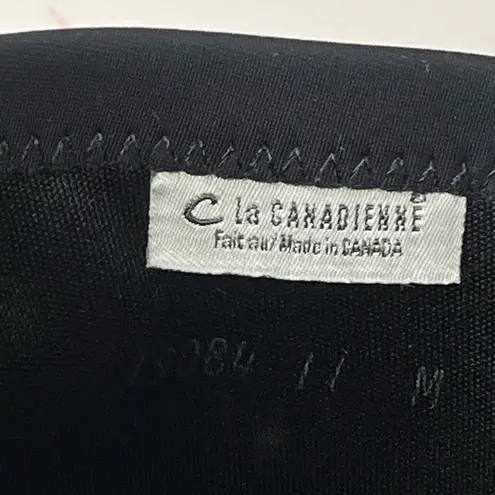 C la CANADIENNE
Fait au/Made in CANADA
11 M